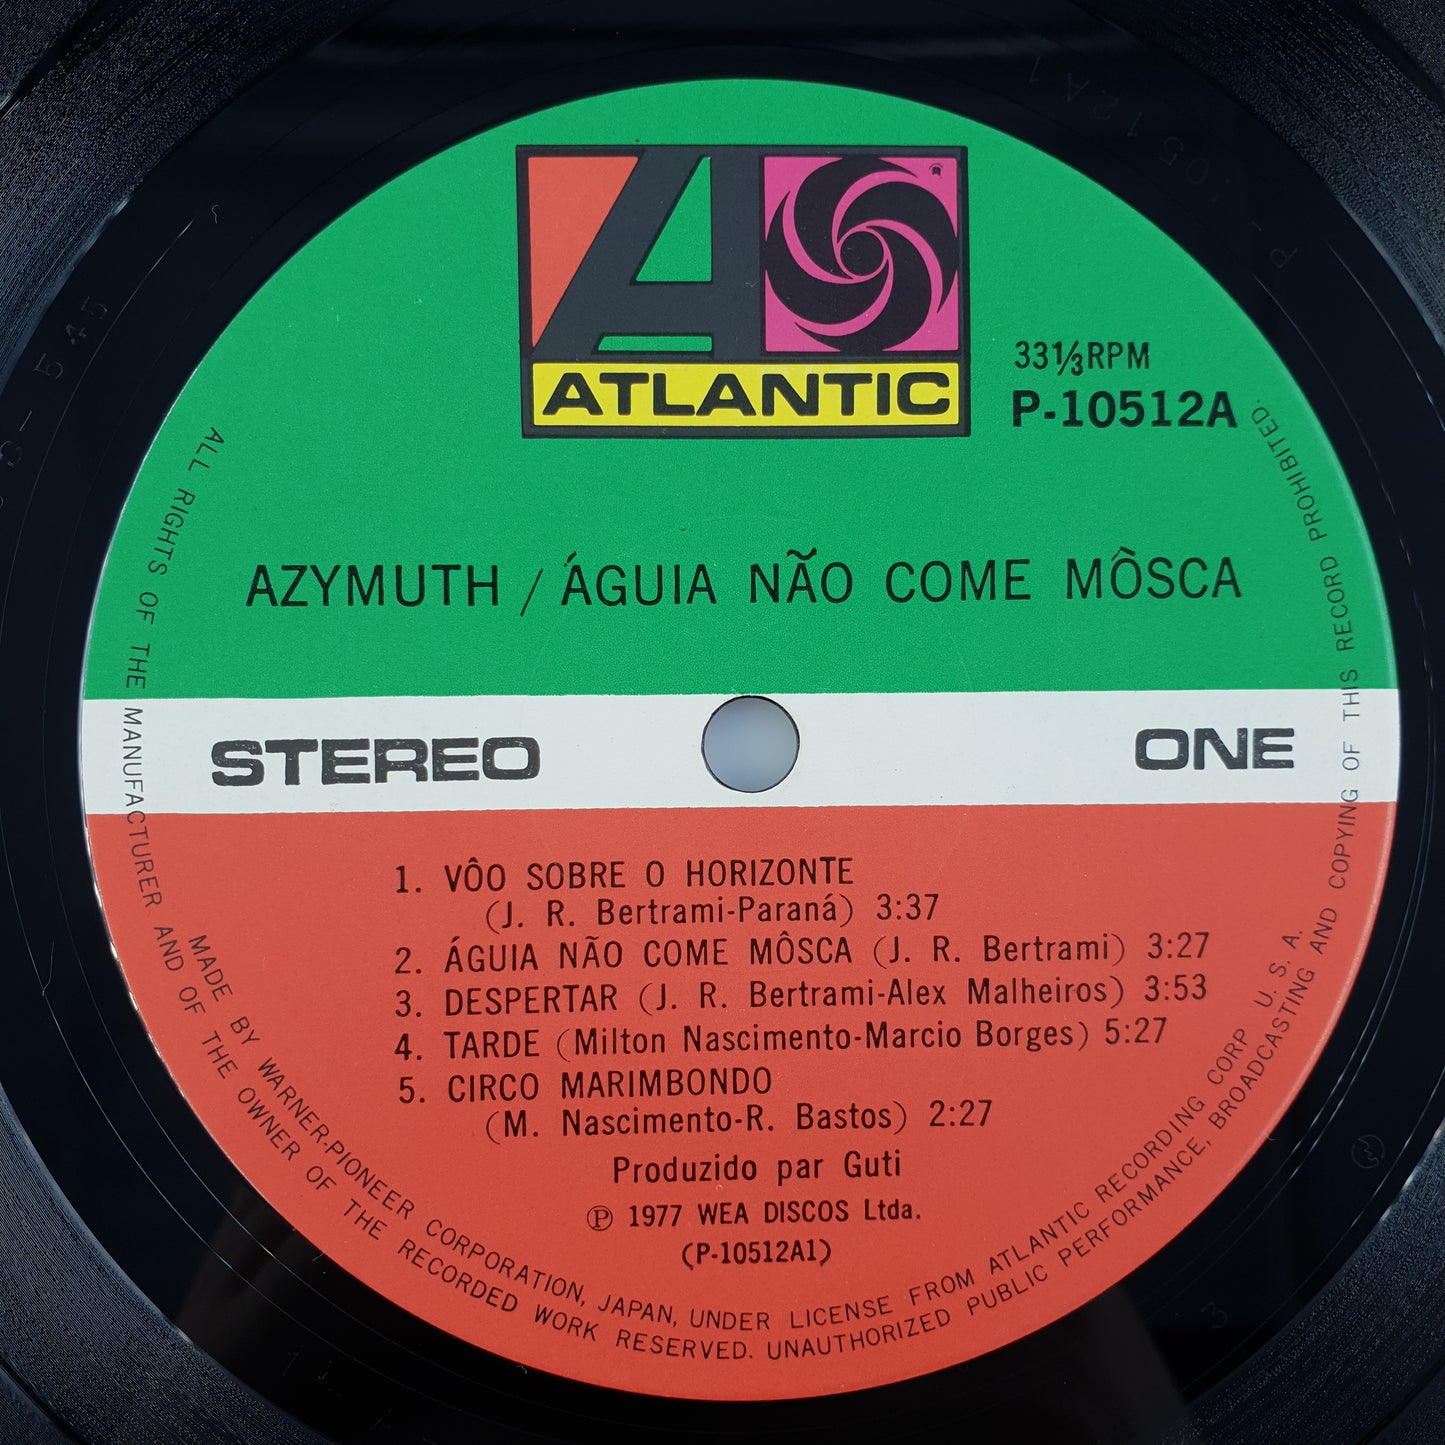 ATLANTIC
33⅓RPM
P-10512A
AZYMUTH / ÁGUIA NÃO COME MÔSCA
STEREO
ONE
1. VÔO SOBRE O HORIZONTE
(J. R. Bertrami-Paraná) 3:37
2. ÁGUIA NÃO COME MÔSCA (J. R. Bertrami) 3:27
3. DESPERTAR (J. R. Bertrami-Alex Malheiros) 3:53
4. TARDE (Milton Nascimento-Marcio Borges) 5:27
5. CIRCO MARIMBONDO
(M. Nascimento-R. Bastos) 2:27
Produzido par Guti
Ⓟ 1977 WEA DISCOS Ltda.
(P-10512A1)
MADE BY WARNER-PIONEER CORPORATION, JAPAN, UNDER LICENSE FROM ATLANTIC RECORDING CORP U. S. A.
ALL RIGHTS OF THE MANUFACTURER AND OF THE OWNER OF THE RECORDED WORK RESERVED. UNAUTHORIZED PUBLIC PERFORMANCE, BROADCASTING AND COPYING OF THIS RECORD PROHIBITED.
P-10512A1